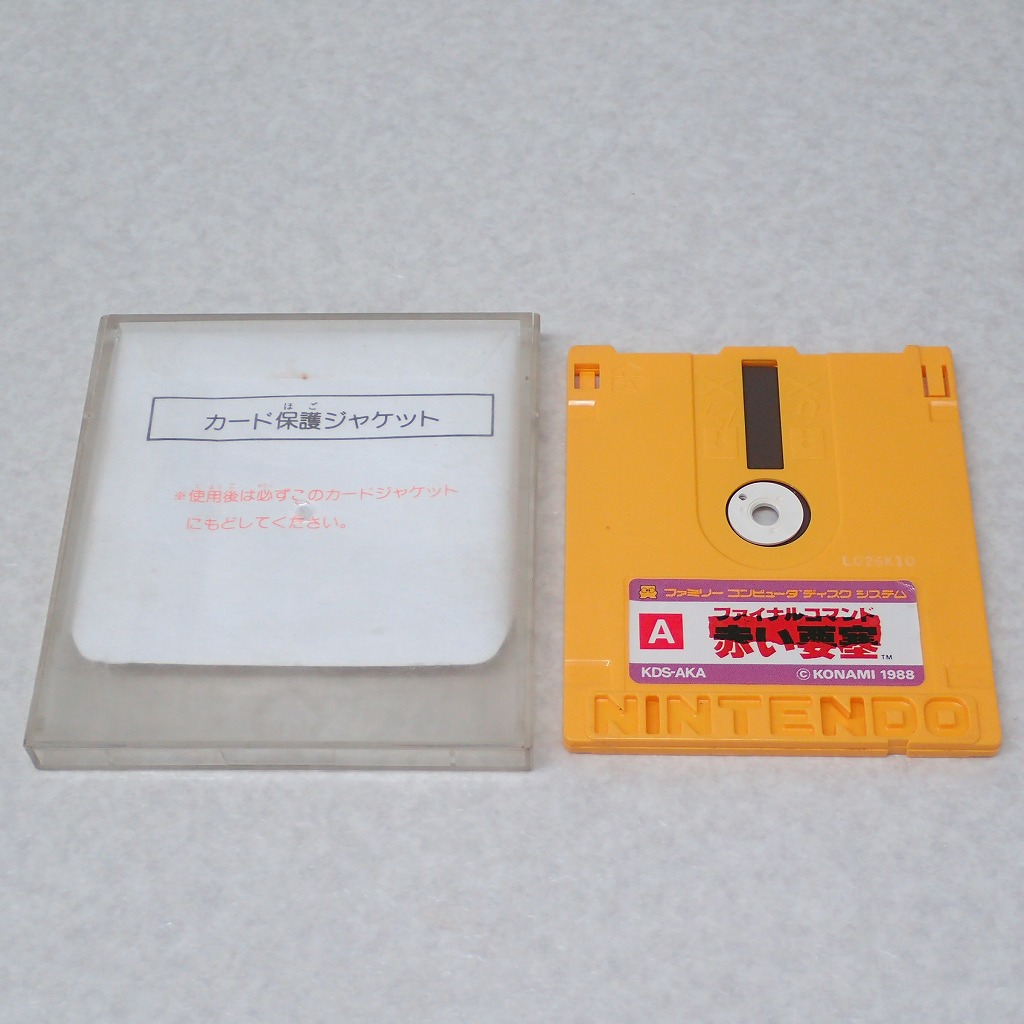 ほご
カード保護ジャケット
※使用後は必ずこのカードジャケット
にもどしてください。
L025K10
ファミリー コンピュータ ディスク システム
A
ファイナルコマンド
赤い要塞
TM
KDS-AKA
© KONAMI 1988
NINTENDO